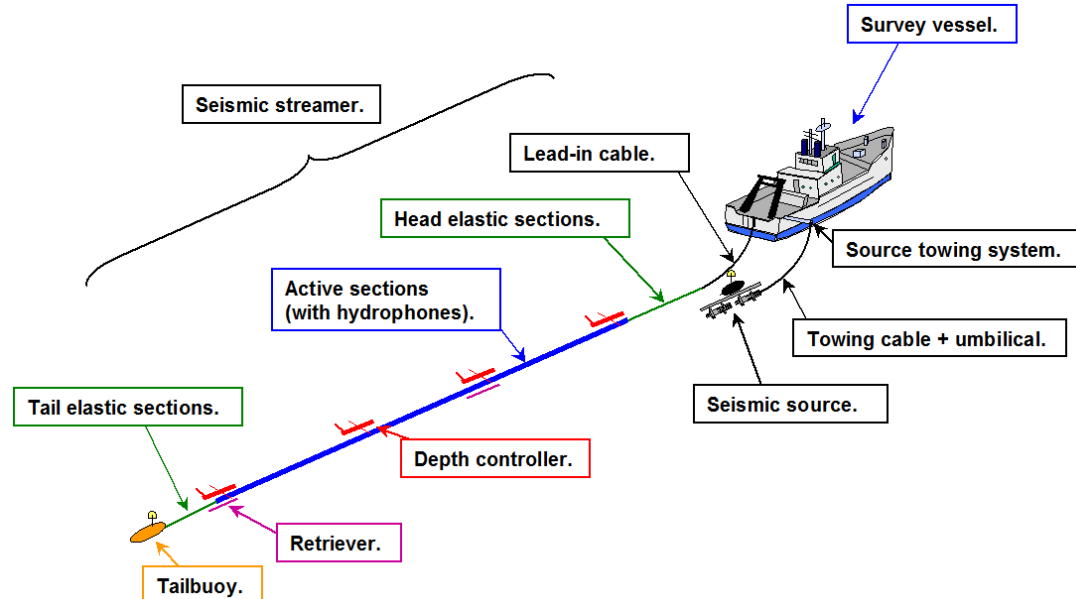 Survey vessel.
Seismic streamer.
Lead-in cable.
Head elastic sections.
Source towing system.
Active sections
(with hydrophones).
Towing cable + umbilical.
Tail elastic sections.
Seismic source.
Depth controller.
Retriever.
Tailbuoy.